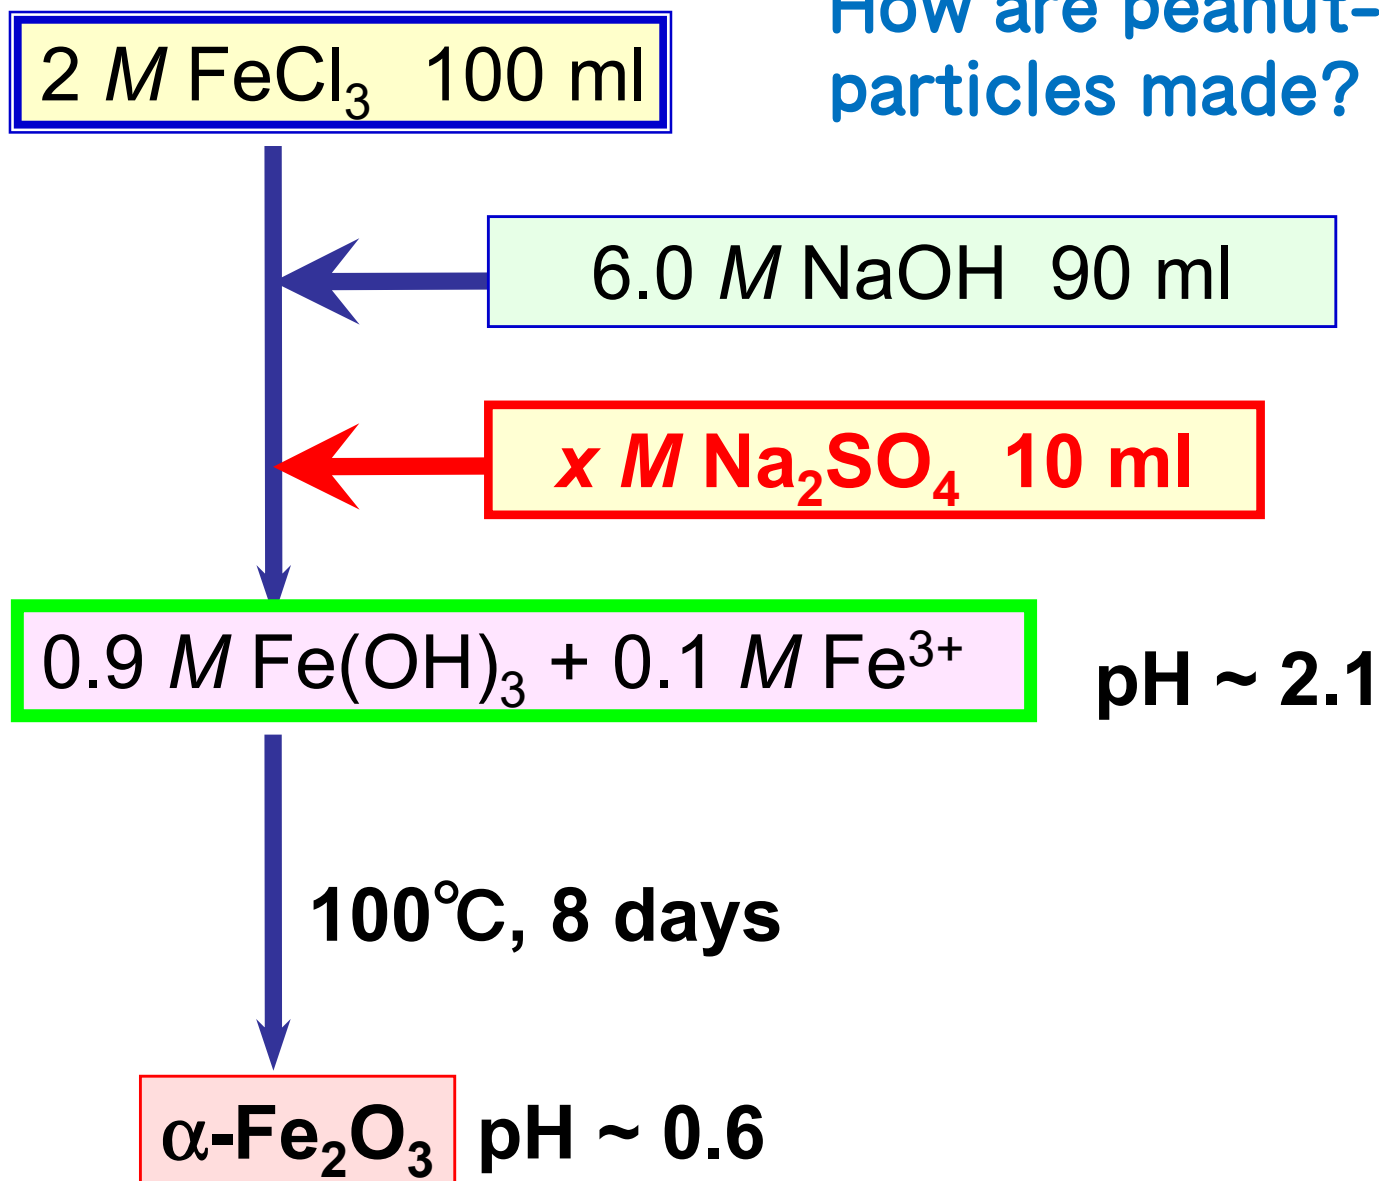 How are peanut-
particles made?
2 M FeCl₃ 100 ml
6.0 M NaOH 90 ml
x M Na₂SO₄ 10 ml
0.9 M Fe(OH)₃ + 0.1 M Fe³⁺
pH ~ 2.1
100℃, 8 days
α-Fe₂O₃ pH ~ 0.6